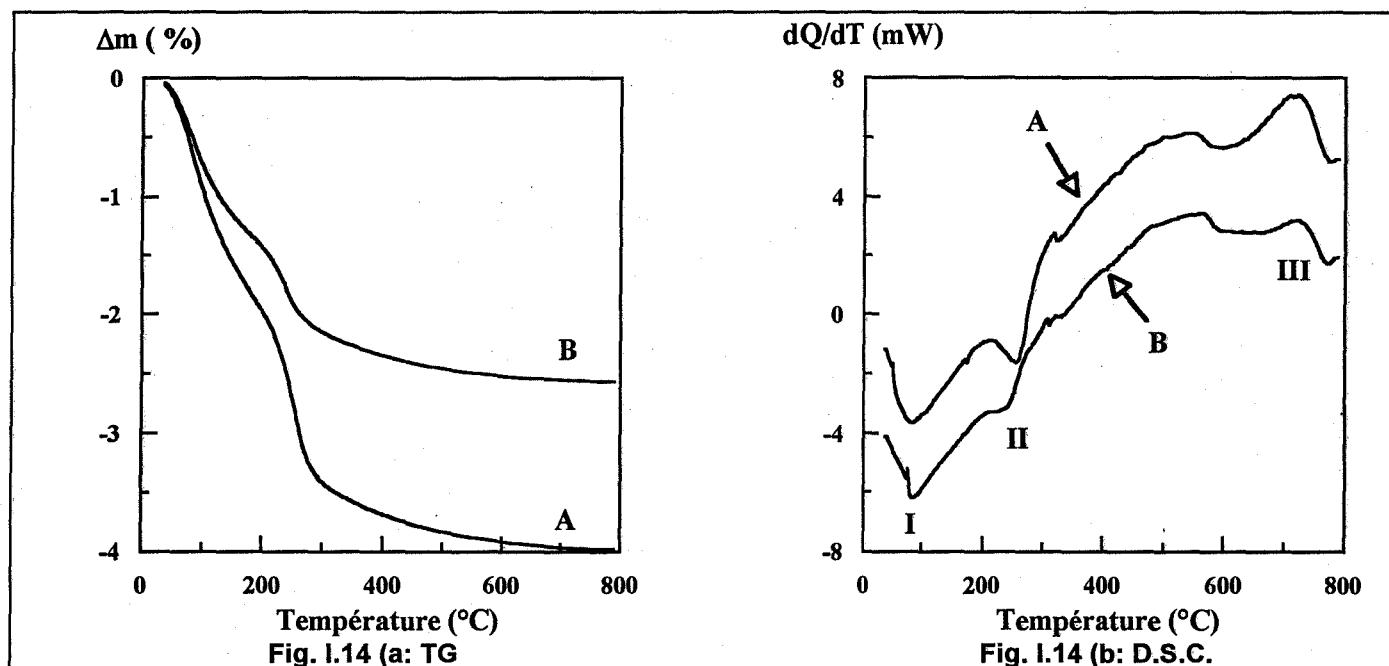 Δm ( %)
0
-1
-2
-3
-4
B
A
0
200
400
600
800
Température (°C)
Fig. I.14 (a: TG
dQ/dT (mW)
8
4
0
-4
-8
A
B
I
II
III
0
200
400
600
800
Température (°C)
Fig. I.14 (b: D.S.C.